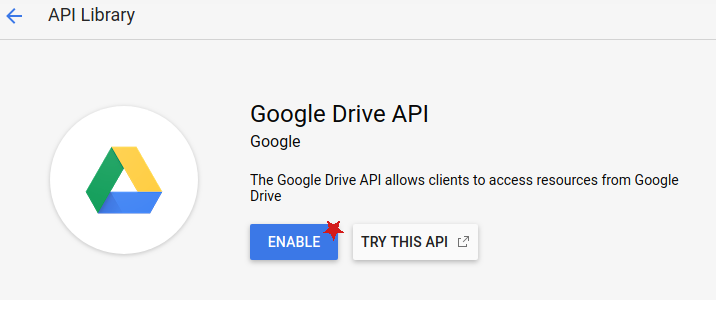 API Library
Google Drive API
Google
The Google Drive API allows clients to access resources from Google
Drive
ENABLE
TRY THIS API